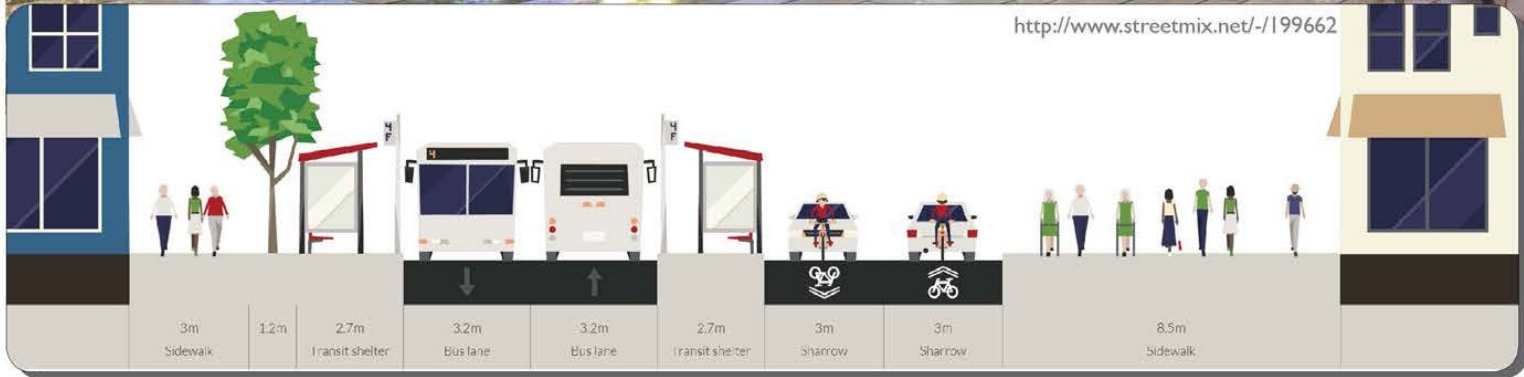 http://www.streetmix.net/-/199662
4
F
4
4
F
3m
Sidewalk
1.2m
2.7m
Transit shelter
3.2m
Bus lane
3.2m
Bus lane
2.7m
Transit shelter
3m
Sharrow
3m
Sharrow
8.5m
Sidewalk